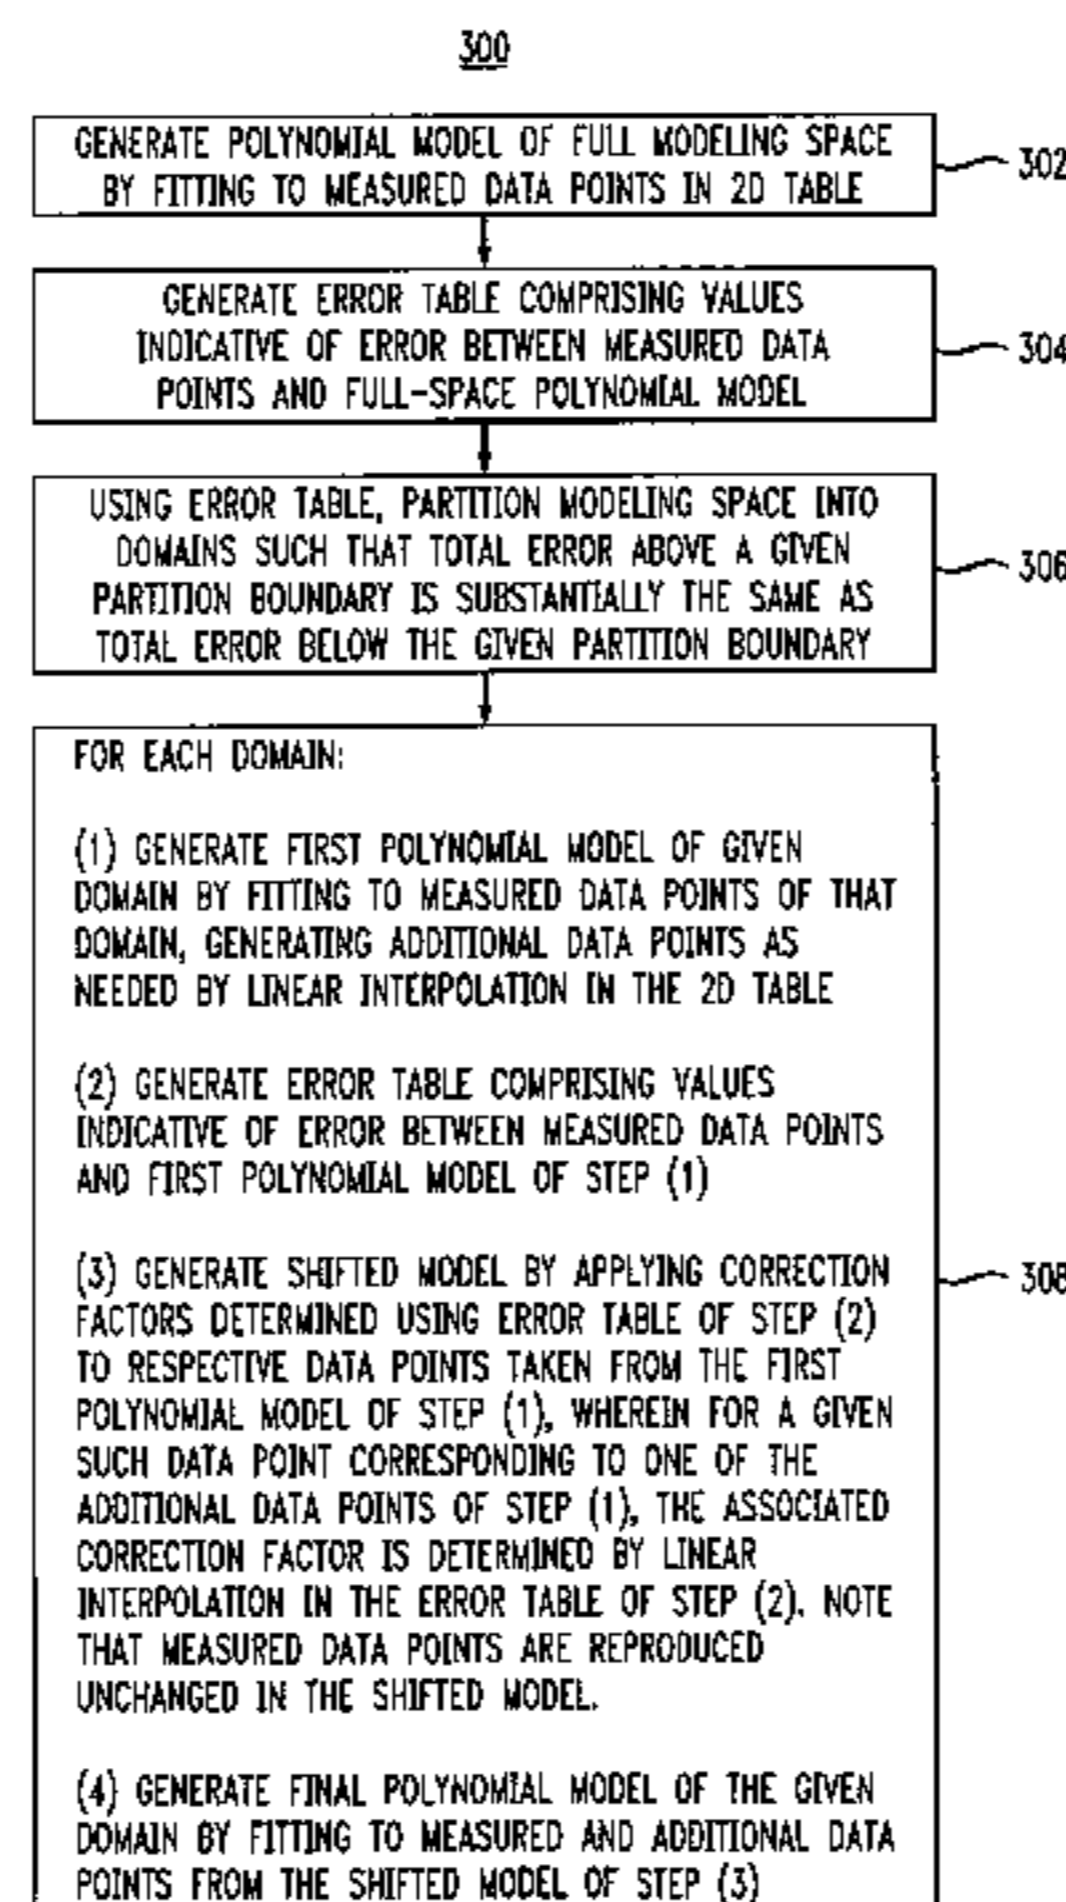 300
GENERATE POLYNOMIAL MODEL OF FULL MODELING SPACE
BY FITTING TO MEASURED DATA POINTS IN 2D TABLE
302
GENERATE ERROR TABLE COMPRISING VALUES
INDICATIVE OF ERROR BETWEEN MEASURED DATA
POINTS AND FULL-SPACE POLYNOMIAL MODEL
304
USING ERROR TABLE, PARTITION MODELING SPACE INTO
DOMAINS SUCH THAT TOTAL ERROR ABOVE A GIVEN
PARTITION BOUNDARY IS SUBSTANTIALLY THE SAME AS
TOTAL ERROR BELOW THE GIVEN PARTITION BOUNDARY
306
FOR EACH DOMAIN:
(1) GENERATE FIRST POLYNOMIAL MODEL OF GIVEN
DOMAIN BY FITTING TO MEASURED DATA POINTS OF THAT
DOMAIN, GENERATING ADDITIONAL DATA POINTS AS
NEEDED BY LINEAR INTERPOLATION IN THE 2D TABLE
(2) GENERATE ERROR TABLE COMPRISING VALUES
INDICATIVE OF ERROR BETWEEN MEASURED DATA POINTS
AND FIRST POLYNOMIAL MODEL OF STEP (1)
(3) GENERATE SHIFTED MODEL BY APPLYING CORRECTION
FACTORS DETERMINED USING ERROR TABLE OF STEP (2)
TO RESPECTIVE DATA POINTS TAKEN FROM THE FIRST
POLYNOMIAL MODEL OF STEP (1), WHEREIN FOR A GIVEN
SUCH DATA POINT CORRESPONDING TO ONE OF THE
ADDITIONAL DATA POINTS OF STEP (1), THE ASSOCIATED
CORRECTION FACTOR IS DETERMINED BY LINEAR
INTERPOLATION IN THE ERROR TABLE OF STEP (2). NOTE
THAT MEASURED DATA POINTS ARE REPRODUCED
UNCHANGED IN THE SHIFTED MODEL.
(4) GENERATE FINAL POLYNOMIAL MODEL OF THE GIVEN
DOMAIN BY FITTING TO MEASURED AND ADDITIONAL DATA
POINTS FROM THE SHIFTED MODEL OF STEP (3)
308